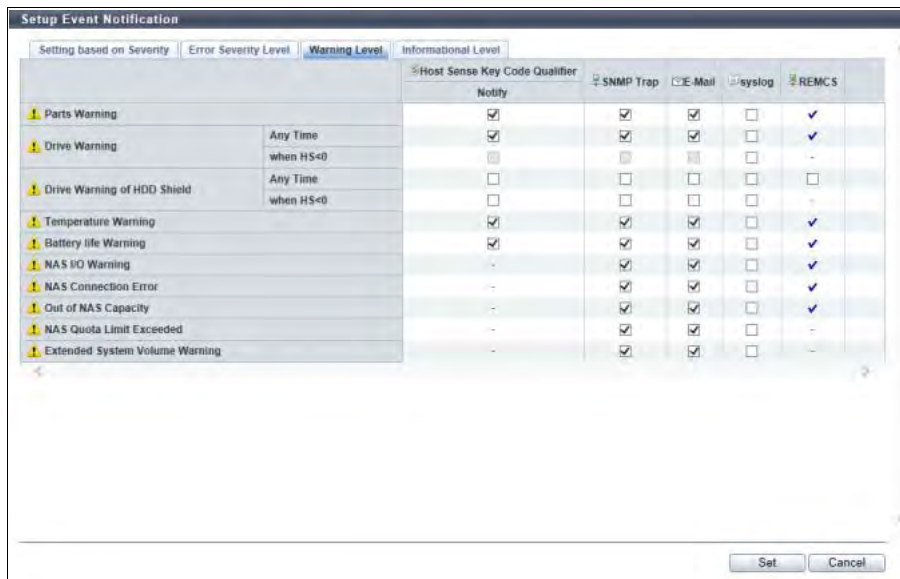 Setup Event Notification
Setting based on Severity Error Severity Level Warning Level Informational Level
Host Sense Key Code Qualifier SNMP Trap E-Mail syslog REMCS
Notify
Parts Warning
Drive Warning Any Time
when HS<0
Drive Warning of HDD Shield Any Time
when HS<0
Temperature Warning
Battery life Warning
NAS I/O Warning
NAS Connection Error
Out of NAS Capacity
NAS Quota Limit Exceeded
Extended System Volume Warning
Set Cancel